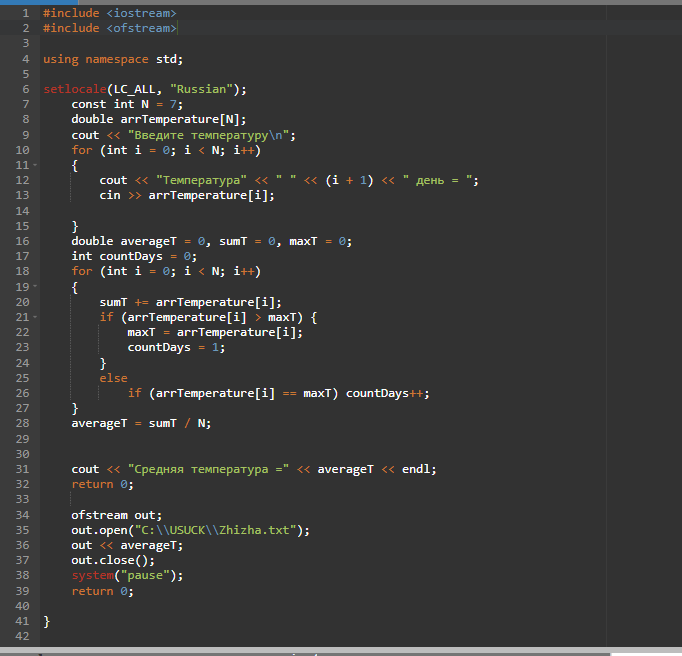 1 #include <iostream>
2 #include <ofstream>
3
4 using namespace std;
5
6 setlocale(LC_ALL, "Russian");
7 const int N = 7;
8 double arrTemperature[N];
9 cout << "Введите температуру\n";
10 for (int i = 0; i < N; i++)
11 {
12 cout << "Температура" << " " << (i + 1) << " день = ";
13 cin >> arrTemperature[i];
14
15 }
16 double averageT = 0, sumT = 0, maxT = 0;
17 int countDays = 0;
18 for (int i = 0; i < N; i++)
19 {
20 sumT += arrTemperature[i];
21 if (arrTemperature[i] > maxT) {
22 maxT = arrTemperature[i];
23 countDays = 1;
24 }
25 else
26 if (arrTemperature[i] == maxT) countDays++;
27 }
28 averageT = sumT / N;
29
30
31 cout << "Средняя температура =" << averageT << endl;
32 return 0;
33
34 ofstream out;
35 out.open("C:\\USUCK\\Zhizha.txt");
36 out << averageT;
37 out.close();
38 system("pause");
39 return 0;
40
41 }
42